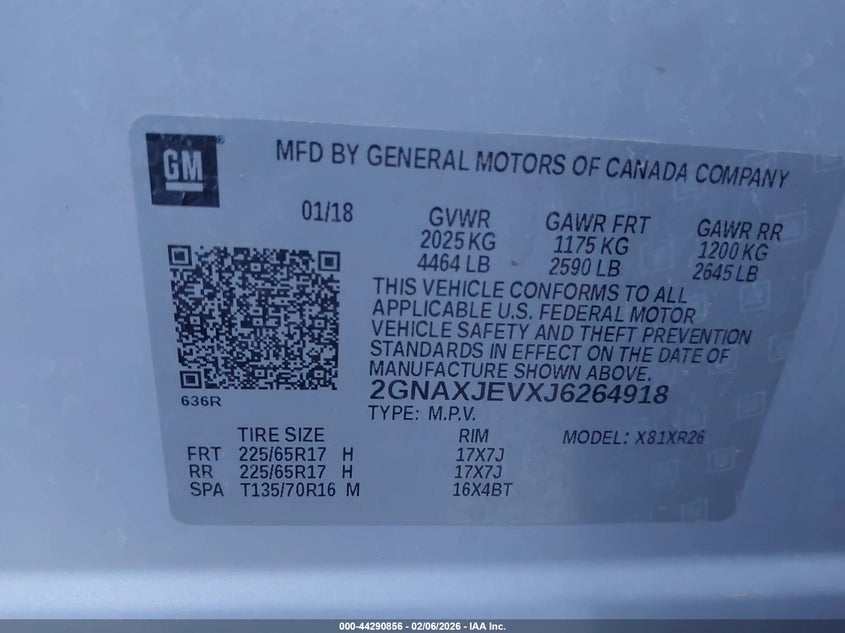 GM
MFD BY GENERAL MOTORS OF CANADA COMPANY
01/18
GVWR
2025 KG
4464 LB
GAWR FRT
1175 KG
2590 LB
GAWR RR
1200 KG
2645 LB
THIS VEHICLE CONFORMS TO ALL
APPLICABLE U.S. FEDERAL MOTOR
VEHICLE SAFETY AND THEFT PREVENTION
STANDARDS IN EFFECT ON THE DATE OF
MANUFACTURE SHOWN ABOVE.
2GNAXJEVXJ6264918
TYPE: M.P.V.
636R
TIRE SIZE RIM MODEL: X81XR26
FRT 225/65R17 H 17X7J
RR 225/65R17 H 17X7J
SPA T135/70R16 M 16X4BT
000-44290856 — 02/06/2026 — IAA Inc.